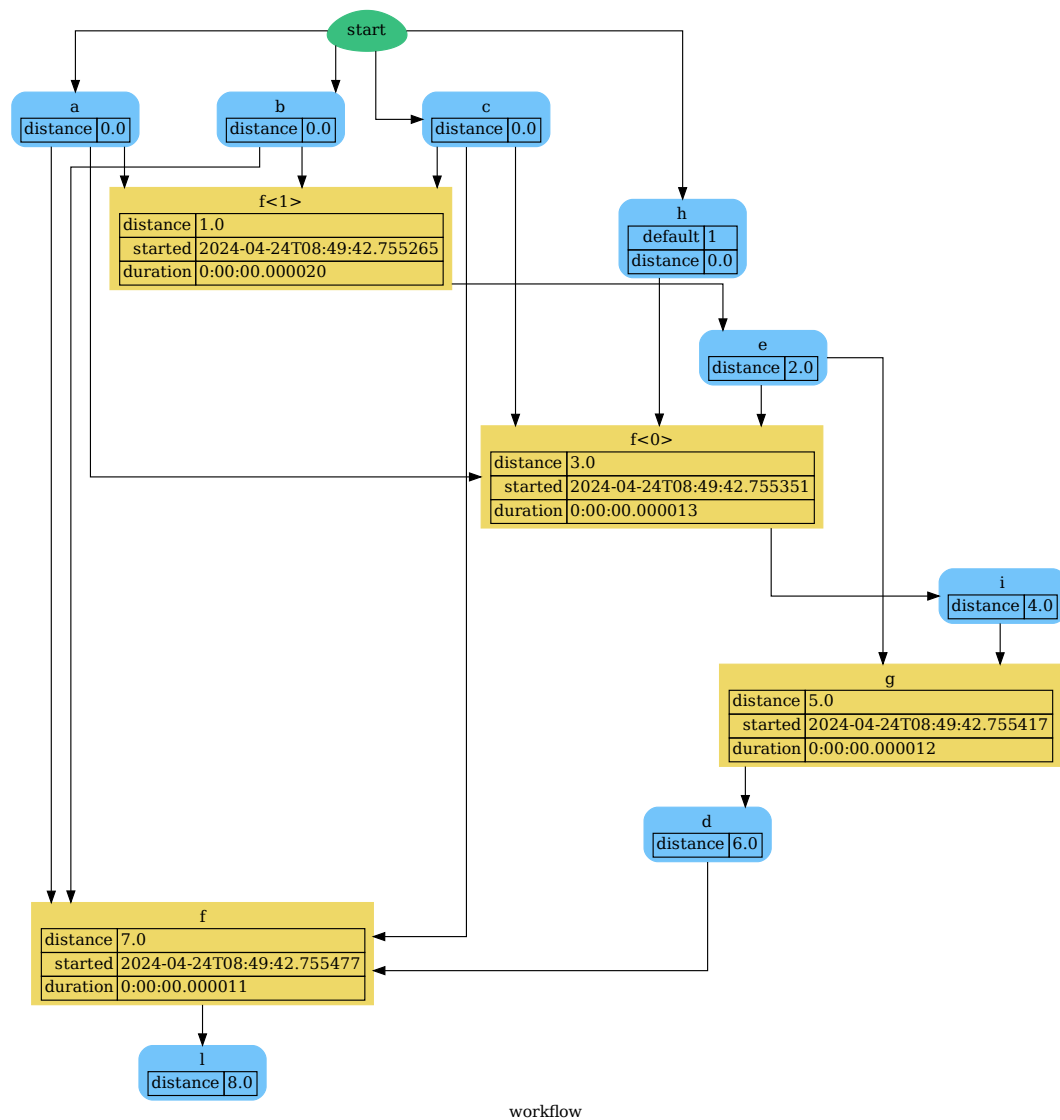 start
a
distance 0.0
b
distance 0.0
c
distance 0.0
f<1>
distance 1.0
started 2024-04-24T08:49:42.755265
duration 0:00:00.000020
h
default 1
distance 0.0
e
distance 2.0
f<0>
distance 3.0
started 2024-04-24T08:49:42.755351
duration 0:00:00.000013
i
distance 4.0
g
distance 5.0
started 2024-04-24T08:49:42.755417
duration 0:00:00.000012
d
distance 6.0
f
distance 7.0
started 2024-04-24T08:49:42.755477
duration 0:00:00.000011
l
distance 8.0
workflow